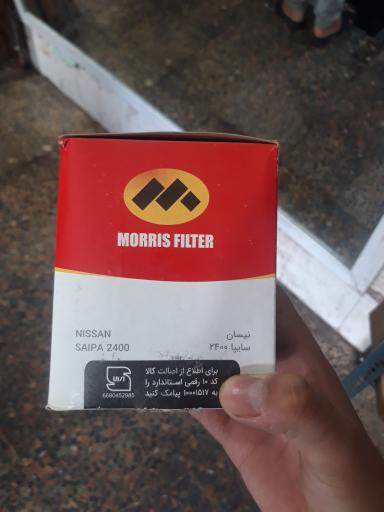 MORRIS FILTER
NISSAN
SAIPA 2400
نیسان
سایپا ۲۴۰۰
برای اطلاع از اصالت کالا
کد ۱۰ رقمی استاندارد را
به ۱۰۰۰۱۵۱۷ پیامک کنید
6680452985